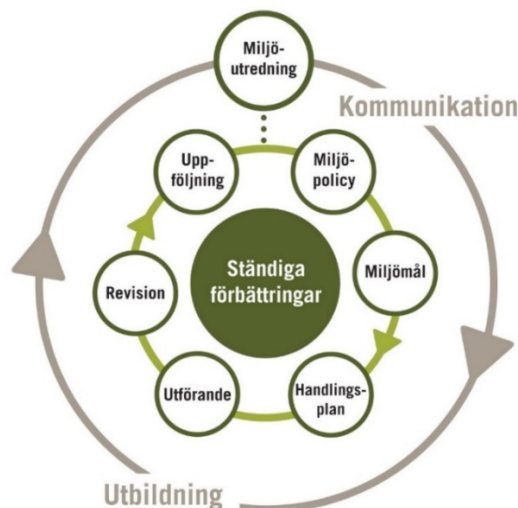 Miljö-
utredning
Kommunikation
Upp-
följning
Miljö-
policy
Ständiga
förbättringar
Miljömål
Revision
Utförande
Handlings-
plan
Utbildning